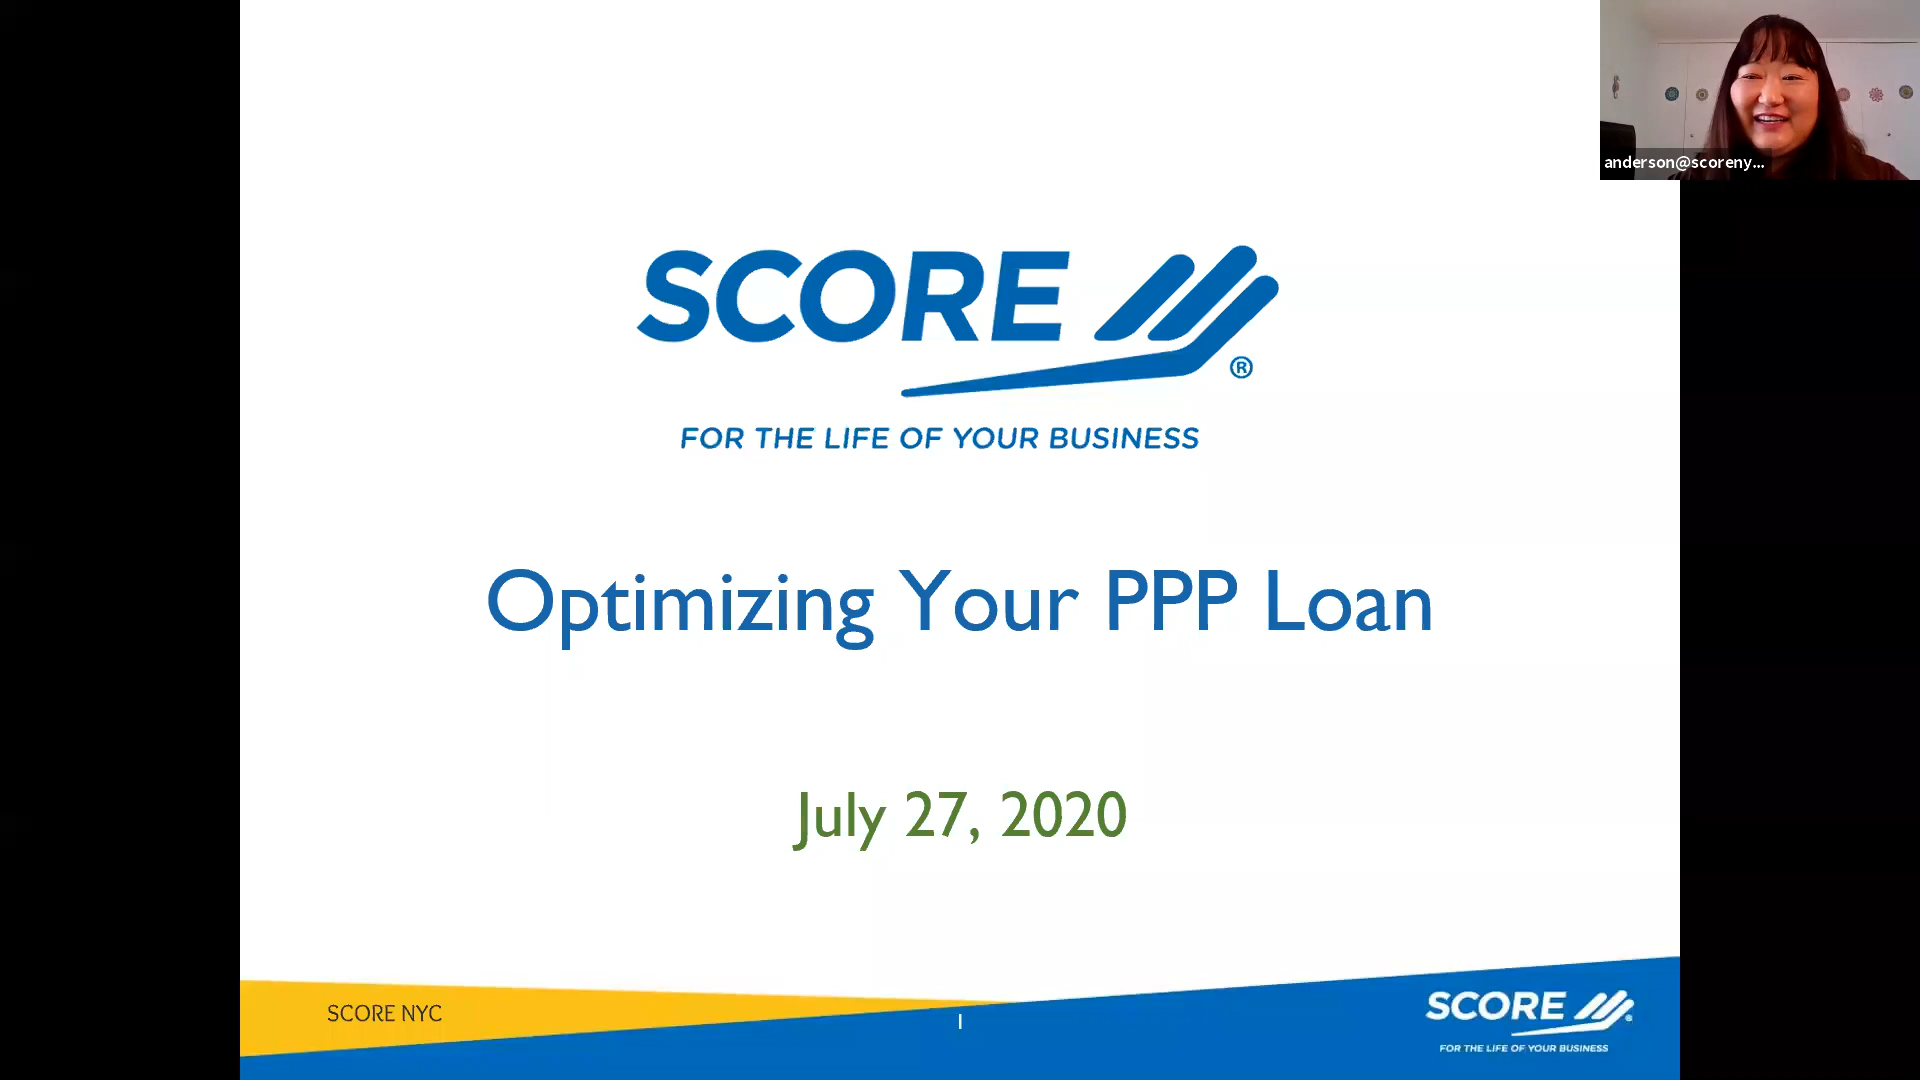 anderson@scoreny...
SCORE
®
FOR THE LIFE OF YOUR BUSINESS
Optimizing Your PPP Loan
July 27, 2020
SCORE NYC
1
SCORE
®
FOR THE LIFE OF YOUR BUSINESS